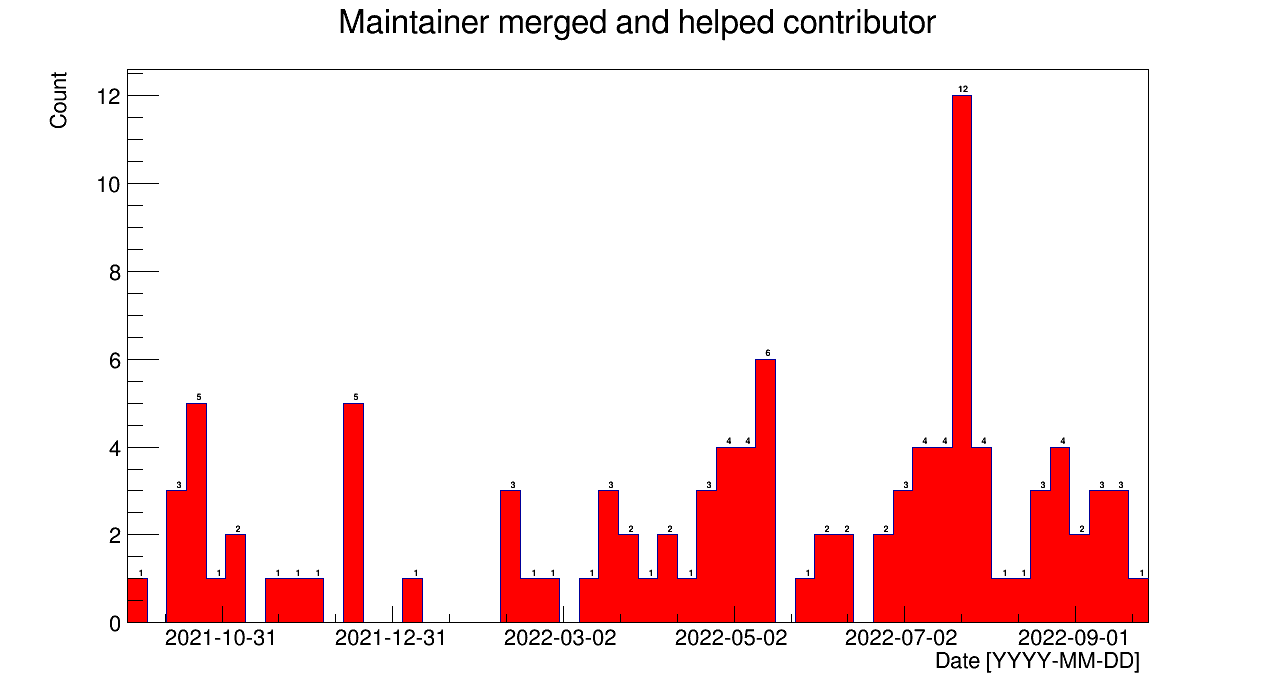 Maintainer merged and helped contributor
Count
12
10
8
6
4
2
0
1 3 5 1 2 1 1 1 5 1 3 1 1 1 3 2 1 2 1 3 4 4 6 1 2 2 2 3 4 4 12 4 1 1 3 4 2 3 3 1
2021-10-31 2021-12-31 2022-03-02 2022-05-02 2022-07-02 2022-09-01
Date [YYYY-MM-DD]